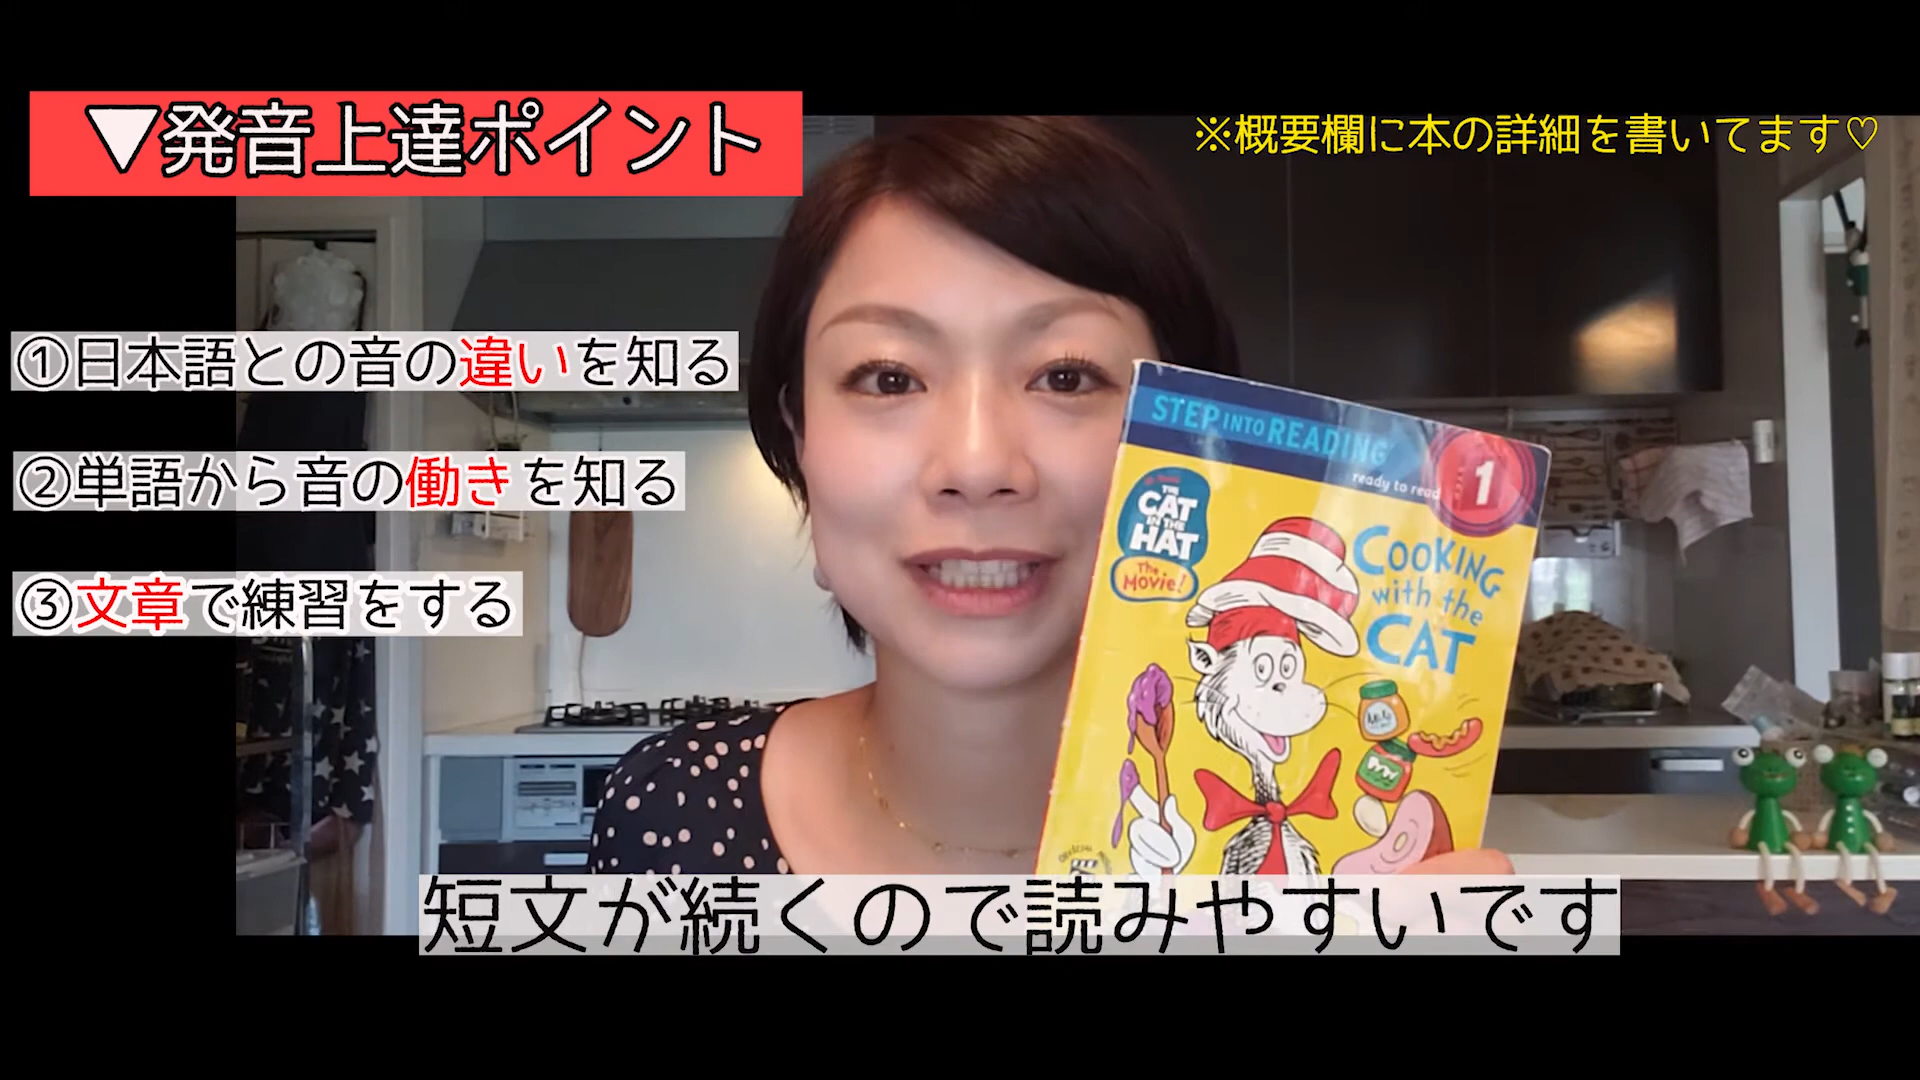 ▼発音上達ポイント
※概要欄に本の詳細を書いてます♡
①日本語との音の違いを知る
②単語から音の働きを知る
③文章で練習をする
STEP INTO READING
ready to read
1
THE
CAT
IN THE
HAT
The
Movie!
COOKING
with the
CAT
短文が続くので読みやすいです